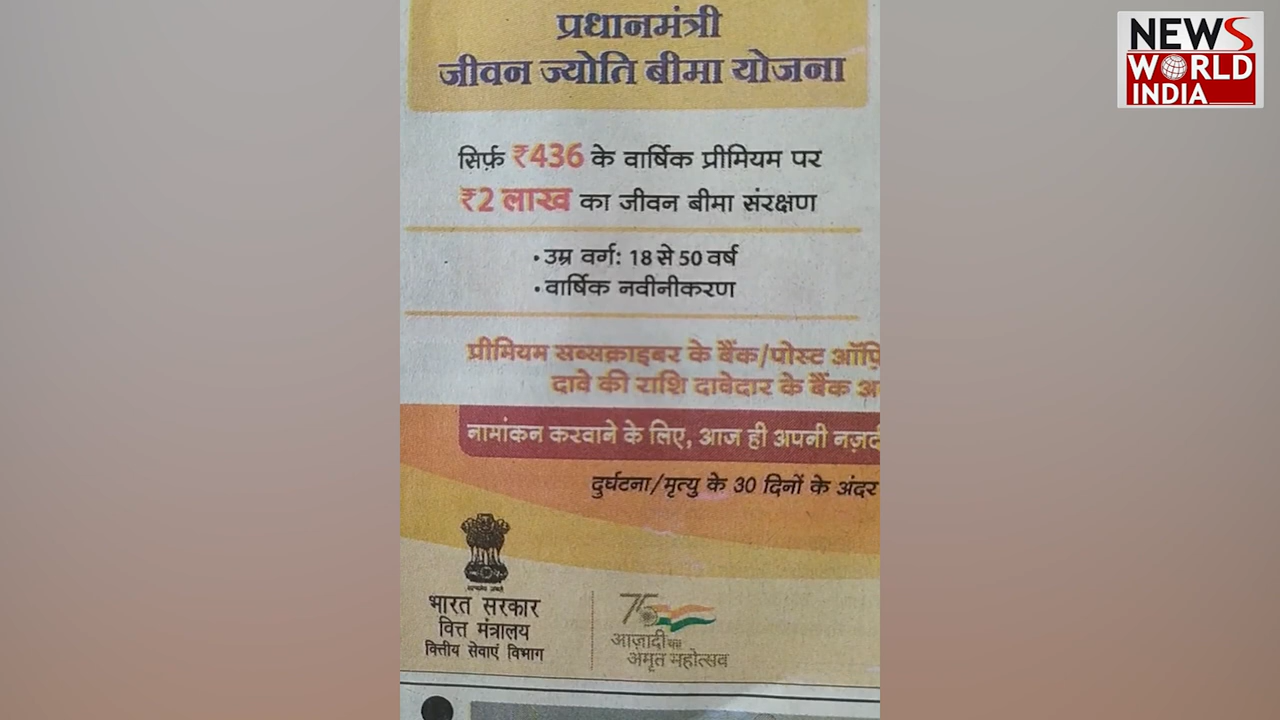 NEWS
WORLD
INDIA
प्रधानमंत्री
जीवन ज्योति बीमा योजना
सिर्फ़ ₹436 के वार्षिक प्रीमियम पर
₹2 लाख का जीवन बीमा संरक्षण
•उम्र वर्ग: 18 से 50 वर्ष
•वार्षिक नवीनीकरण
प्रीमियम सब्सक्राइबर के बैंक/पोस्ट
दावे की राशि दावेदार के बैंक
नामांकन करवाने के लिए, आज ही अपनी
दुर्घटना/मृत्यु के 30 दिनों के अंदर
भारत सरकार
वित्त मंत्रालय
वित्तीय सेवाएं विभाग
75
आज़ादी का
अमृत महोत्सव